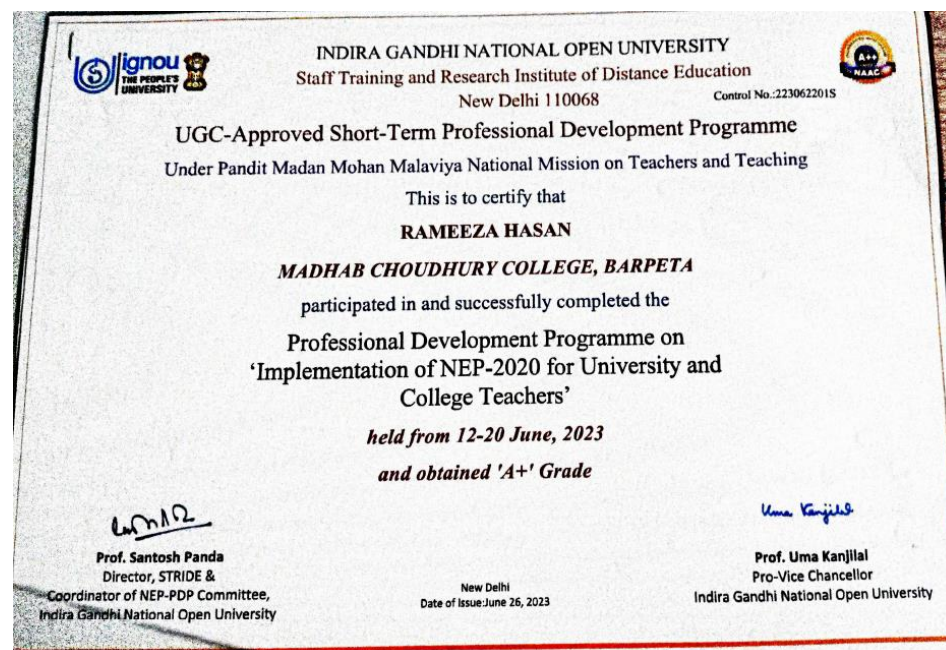 ignou
THE PEOPLE'S
UNIVERSITY
INDIRA GANDHI NATIONAL OPEN UNIVERSITY
Staff Training and Research Institute of Distance Education
New Delhi 110068
A++
NAAC
Control No.:223062201S
UGC-Approved Short-Term Professional Development Programme
Under Pandit Madan Mohan Malaviya National Mission on Teachers and Teaching
This is to certify that
RAMEEZA HASAN
MADHAB CHOUDHURY COLLEGE, BARPETA
participated in and successfully completed the
Professional Development Programme on
‘Implementation of NEP-2020 for University and
College Teachers’
held from 12-20 June, 2023
and obtained 'A+' Grade
Prof. Santosh Panda
Director, STRIDE &
Coordinator of NEP-PDP Committee,
Indira Gandhi National Open University
New Delhi
Date of Issue:June 26, 2023
Uma Kanjilal
Prof. Uma Kanjilal
Pro-Vice Chancellor
Indira Gandhi National Open University